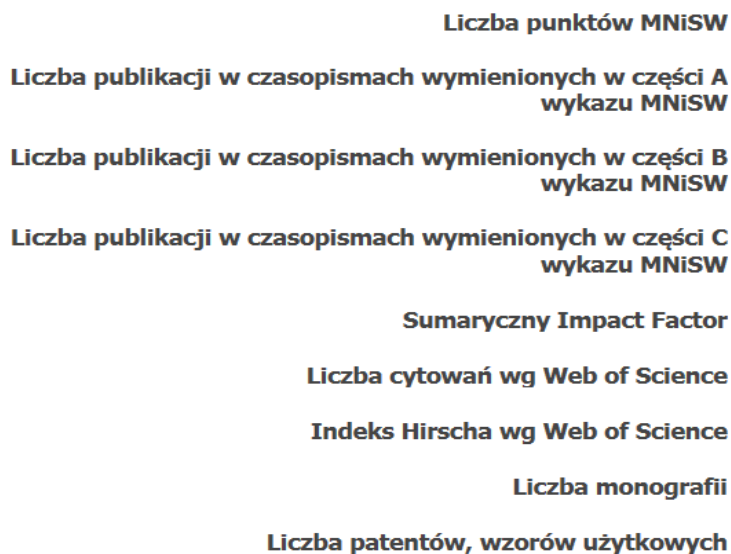 Liczba punktów MNiSW
Liczba publikacji w czasopismach wymienionych w części A
wykazu MNiSW
Liczba publikacji w czasopismach wymienionych w części B
wykazu MNiSW
Liczba publikacji w czasopismach wymienionych w części C
wykazu MNiSW
Sumaryczny Impact Factor
Liczba cytowań wg Web of Science
Indeks Hirscha wg Web of Science
Liczba monografii
Liczba patentów, wzorów użytkowych